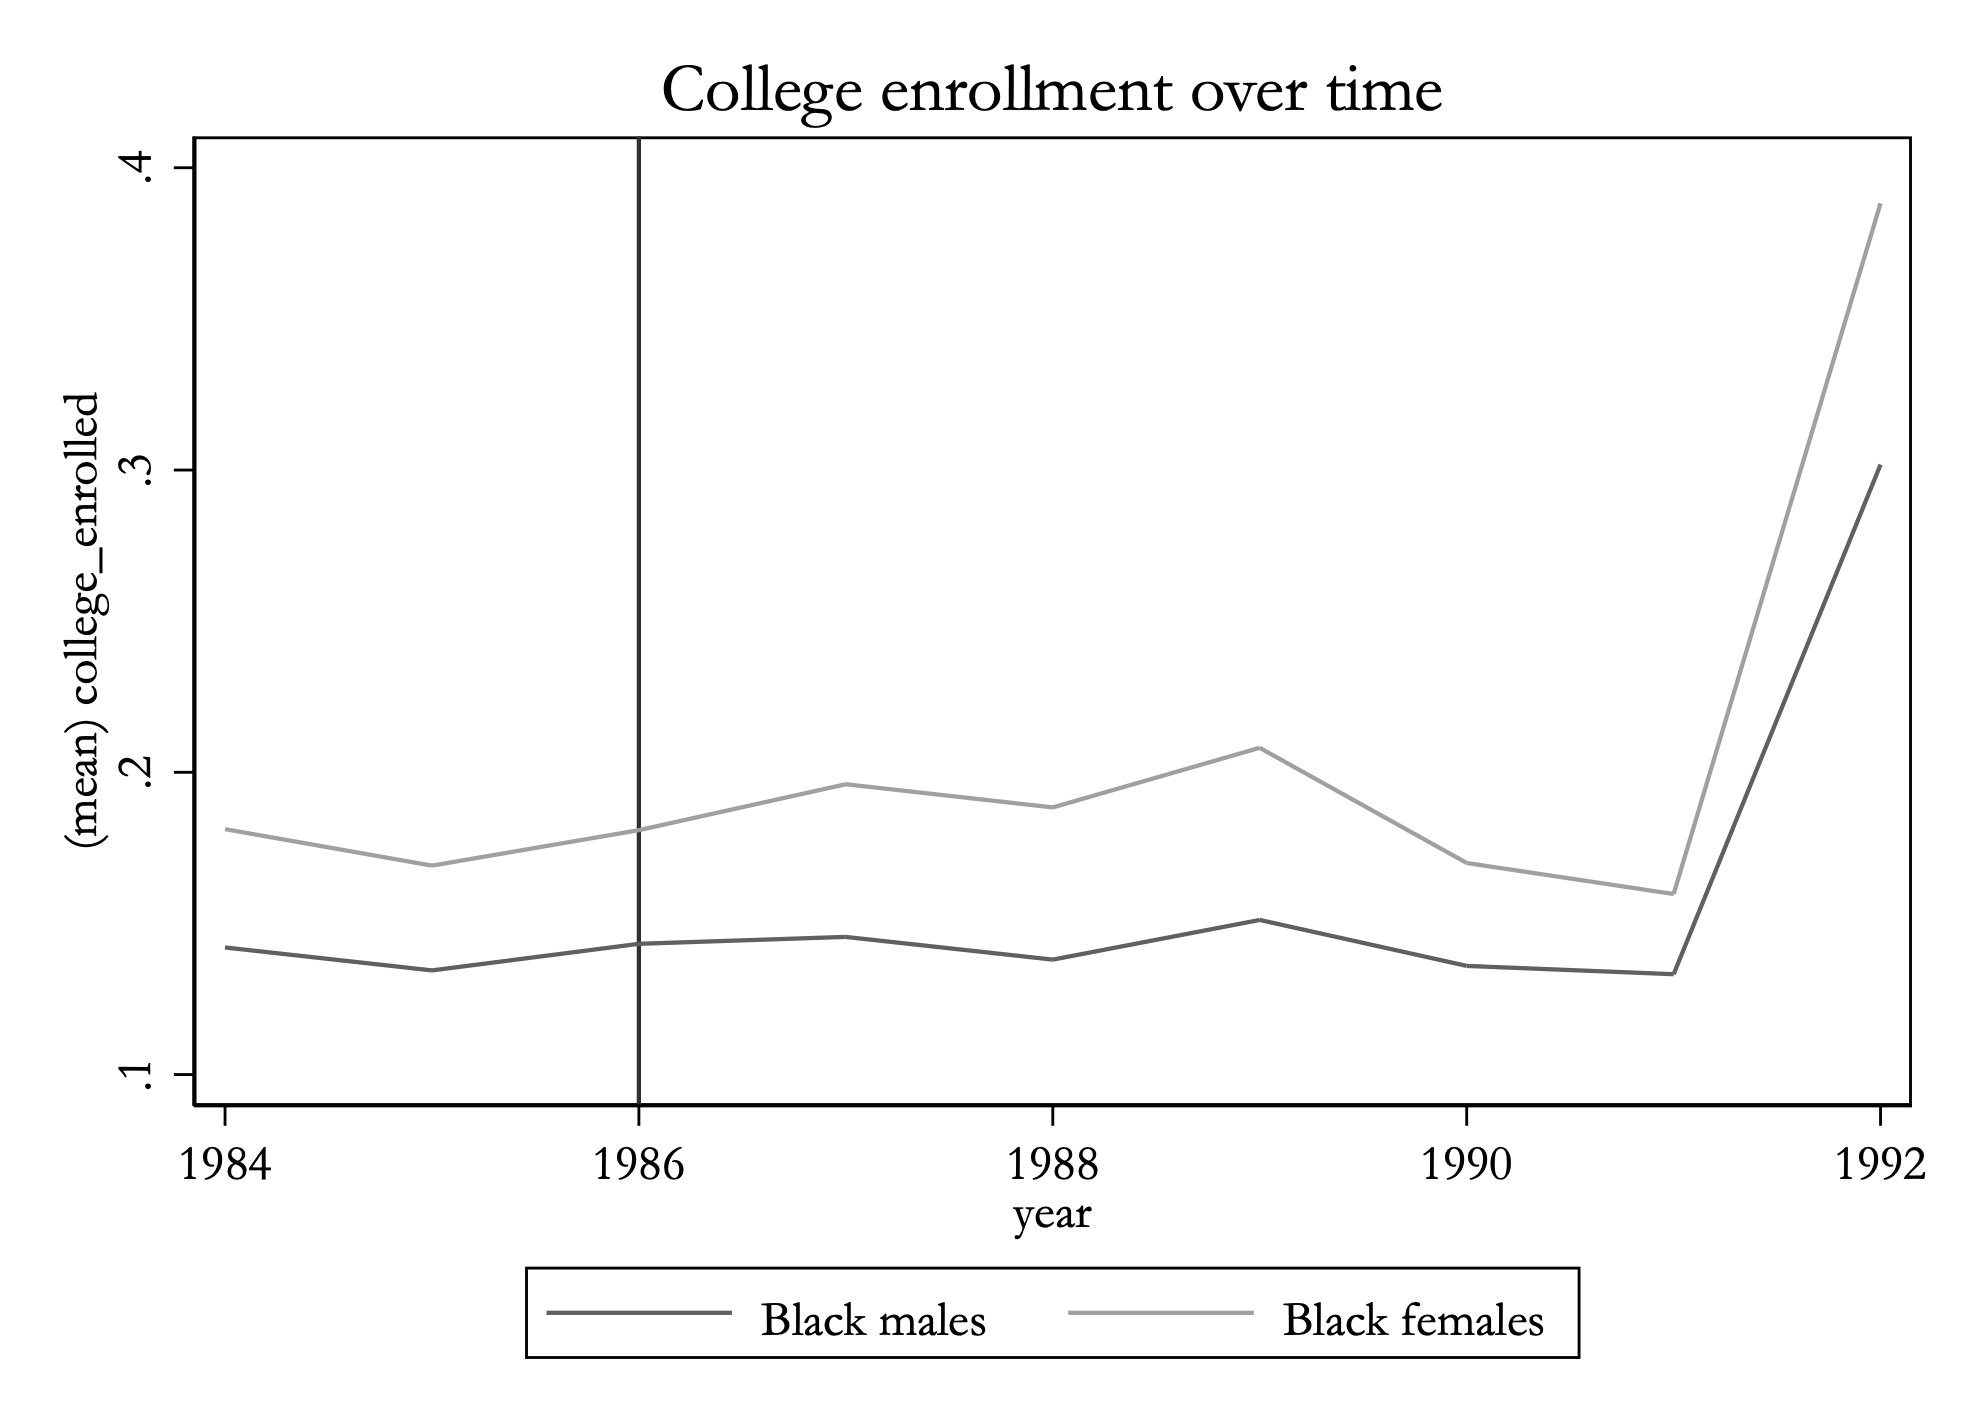 College enrollment over time
(mean) college_enrolled
.4
.3
.2
.1
1984 1986 1988 1990 1992
year
Black males Black females